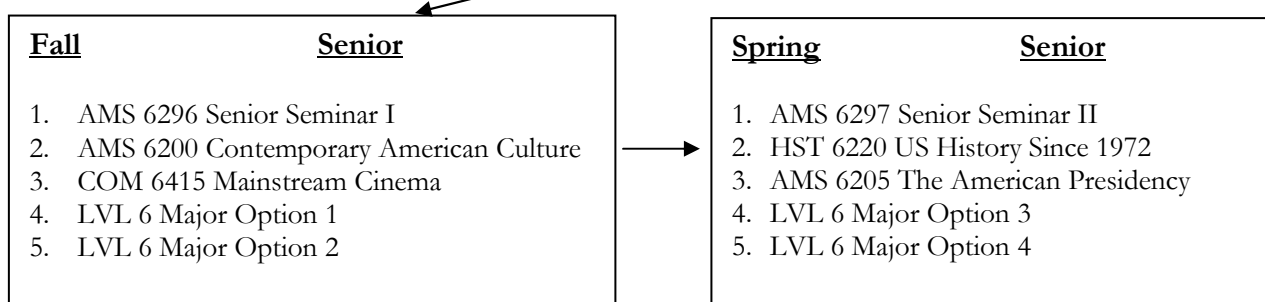 Fall Senior
1. AMS 6296 Senior Seminar I
2. AMS 6200 Contemporary American Culture
3. COM 6415 Mainstream Cinema
4. LVL 6 Major Option 1
5. LVL 6 Major Option 2
Spring Senior
1. AMS 6297 Senior Seminar II
2. HST 6220 US History Since 1972
3. AMS 6205 The American Presidency
4. LVL 6 Major Option 3
5. LVL 6 Major Option 4